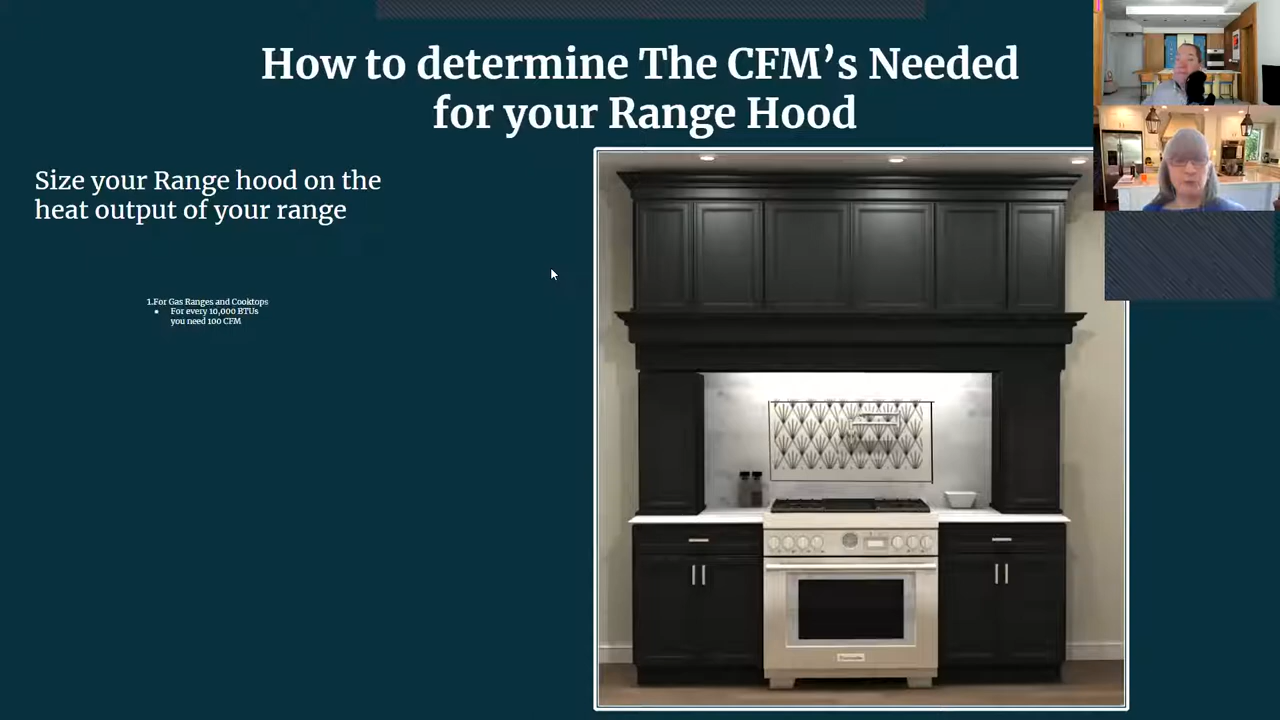 How to determine The CFM’s Needed
for your Range Hood
Size your Range hood on the
heat output of your range
1.For Gas Ranges and Cooktops
● For every 10,000 BTUs
you need 100 CFM